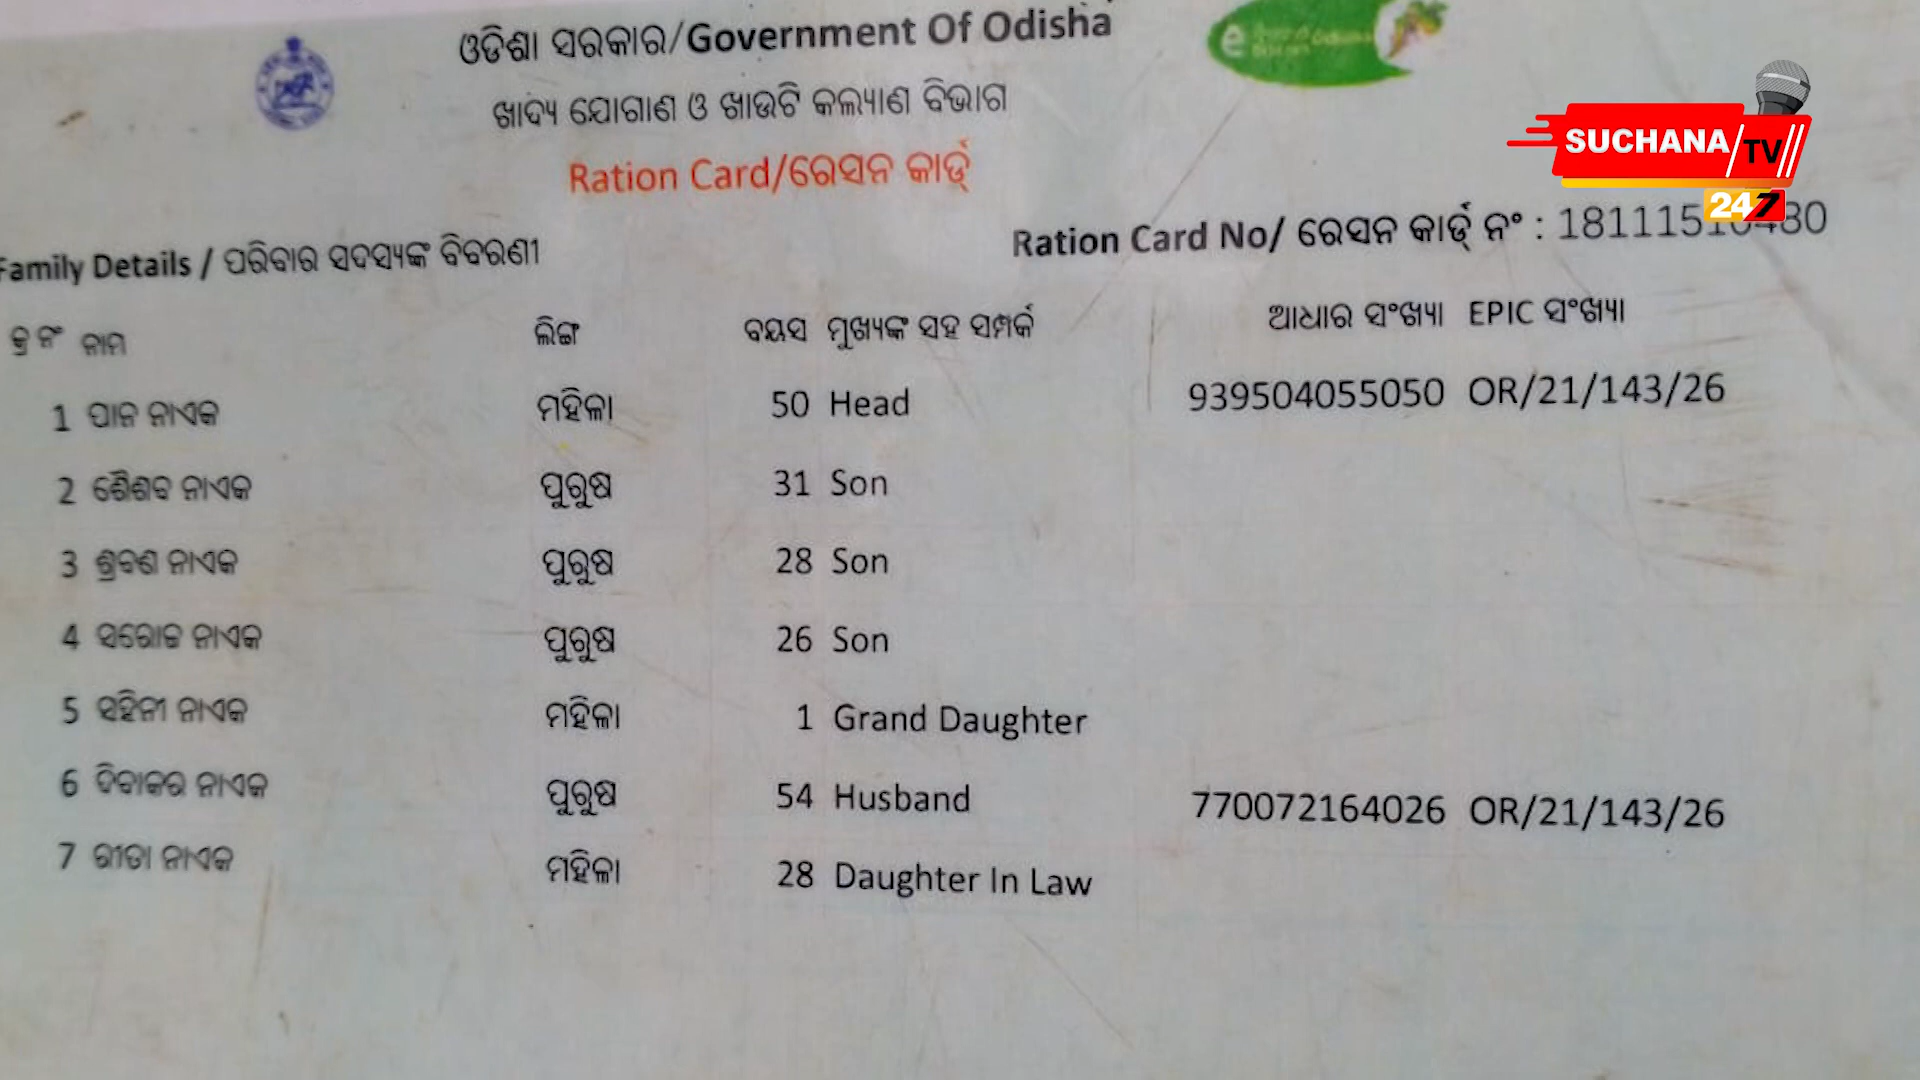 ଓଡିଶା ସରକାର/Government Of Odisha
ଖାଦ୍ୟ ଯୋଗାଣ ଓ ଖାଉଟି କଲ୍ୟାଣ ବିଭାଗ
Ration Card/ରେସନ କାର୍ଡ୍
SUCHANA TV
24 7
Ration Card No/ ରେସନ କାର୍ଡ୍ ନଂ :
Family Details / ପରିବାର ସଦସ୍ୟଙ୍କ ବିବରଣୀ
କ୍ର ନଂ ନାମ ଲିଙ୍ଗ ବୟସ ମୁଖ୍ୟଙ୍କ ସହ ସମ୍ପର୍କ ଆଧାର ସଂଖ୍ୟା EPIC ସଂଖ୍ୟା
1 ପାନ ନାଏକ ମହିଳା 50 Head 939504055050 OR/21/143/26
2 ଶୈଶବ ନାଏକ ପୁରୁଷ 31 Son
3 ଶ୍ରବଣ ନାଏକ ପୁରୁଷ 28 Son
4 ସରୋଜ ନାଏକ ପୁରୁଷ 26 Son
5 ସହିନୀ ନାଏକ ମହିଳା 1 Grand Daughter
6 ଦିବାକର ନାଏକ ପୁରୁଷ 54 Husband 770072164026 OR/21/143/26
7 ଗୀତା ନାଏକ ମହିଳା 28 Daughter In Law